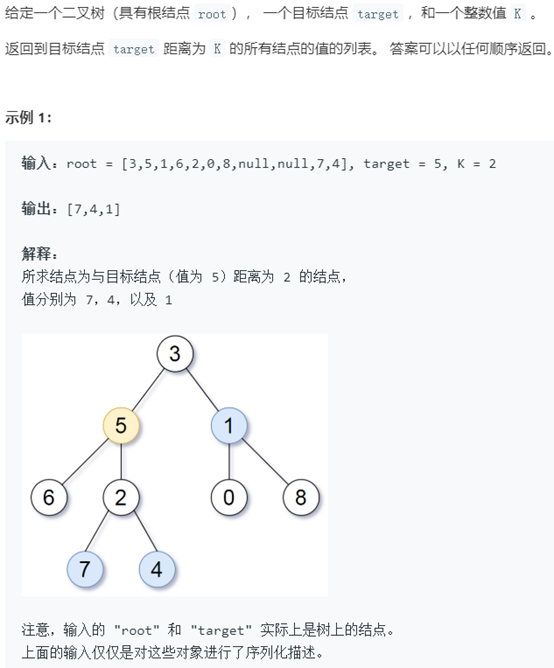 给定一个二叉树（具有根结点 root）， 一个目标结点 target ，和一个整数值 K 。
返回到目标结点 target 距离为 K 的所有结点的值的列表。 答案可以以任何顺序返回。
示例 1：
输入：root = [3,5,1,6,2,0,8,null,null,7,4], target = 5, K = 2
输出：[7,4,1]
解释：
所求结点为与目标结点（值为 5）距离为 2 的结点，
值分别为 7，4，以及 1
3
5 1
6 2 0 8
7 4
注意，输入的 "root" 和 "target" 实际上是树上的结点。
上面的输入仅仅是对这些对象进行了序列化描述。